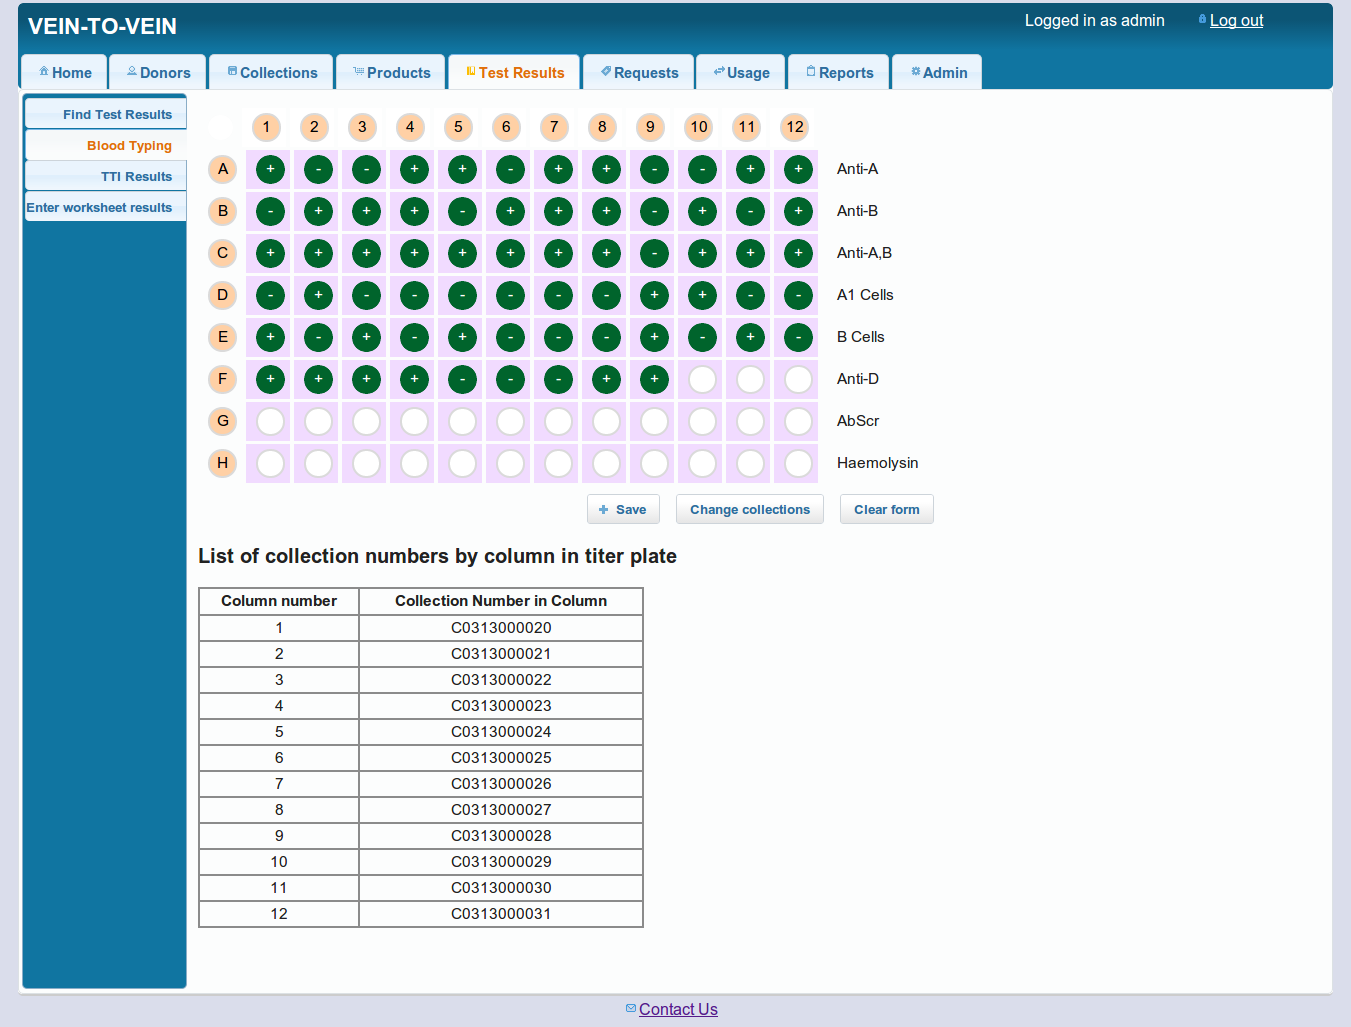 VEIN-TO-VEIN
Logged in as admin Log out
Home Donors Collections Products Test Results Requests Usage Reports Admin
Find Test Results
Blood Typing
TTI Results
Enter worksheet results
1 2 3 4 5 6 7 8 9 10 11 12
A + - - + + - + + - - + + Anti-A
B - + + + - + + + - + - + Anti-B
C + + + + + + + + - + + + Anti-A,B
D - + - - - - - - + + - - A1 Cells
E + - + - + - - - + - + - B Cells
F + + + + - - - + + Anti-D
G AbScr
H Haemolysin
Save Change collections Clear form
List of collection numbers by column in titer plate
Column number Collection Number in Column
1 C0313000020
2 C0313000021
3 C0313000022
4 C0313000023
5 C0313000024
6 C0313000025
7 C0313000026
8 C0313000027
9 C0313000028
10 C0313000029
11 C0313000030
12 C0313000031
Contact Us